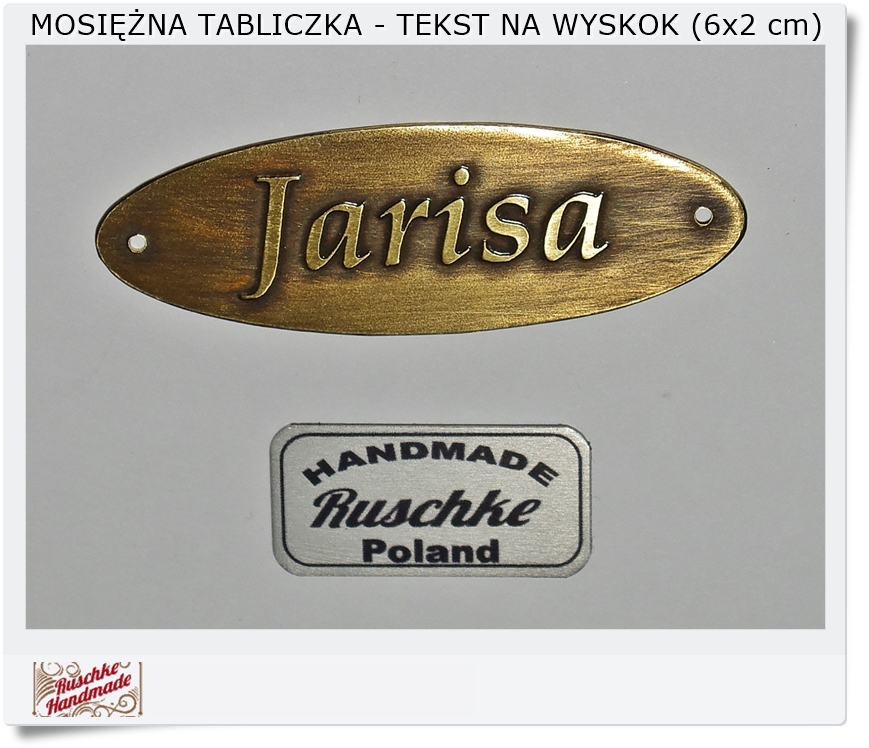 MOSIĘŻNA TABLICZKA - TEKST NA WYSKOK (6x2 cm)
Jarisa
HANDMADE
Ruschke
Poland
Ruschke
Handmade